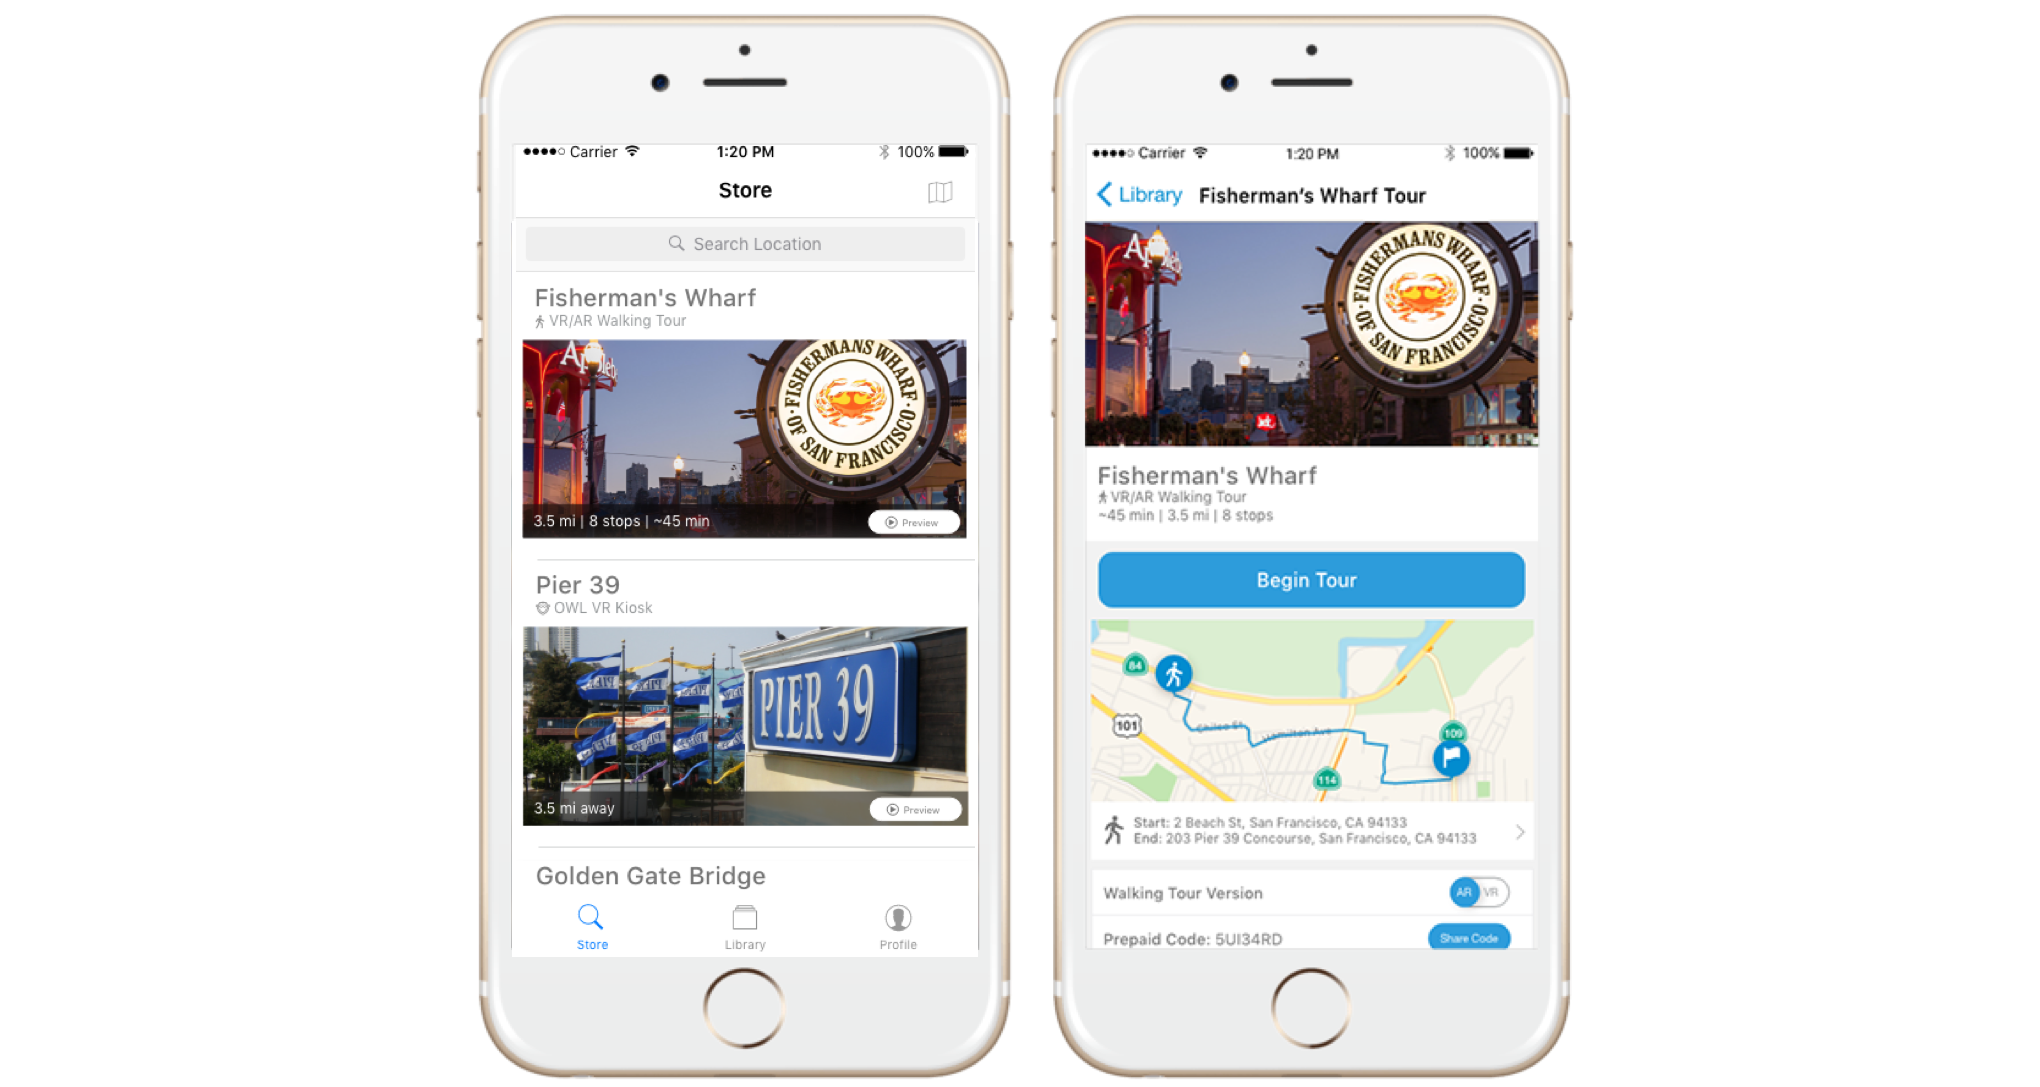 Carrier 1:20 PM 100%
Store
Search Location
Fisherman's Wharf
VR/AR Walking Tour
Appleb
FISHERMANS WHARF
OF SAN FRANCISCO
3.5 mi | 8 stops | ~45 min
Preview
Pier 39
OWL VR Kiosk
PIER 39
3.5 mi away
Preview
Golden Gate Bridge
Store Library Profile
Carrier 1:20 PM 100%
Library Fisherman's Wharf Tour
FISHERMANS WHARF
OF SAN FRANCISCO
Fisherman's Wharf
VR/AR Walking Tour
~45 min | 3.5 mi | 8 stops
Begin Tour
84
101
Chilco St
Hamilton Ave
109
114
Start: 2 Beach St, San Francisco, CA 94133
End: 203 Pier 39 Concourse, San Francisco, CA 94133
Walking Tour Version AR VR
Prepaid Code: 5UI34RD Share Code